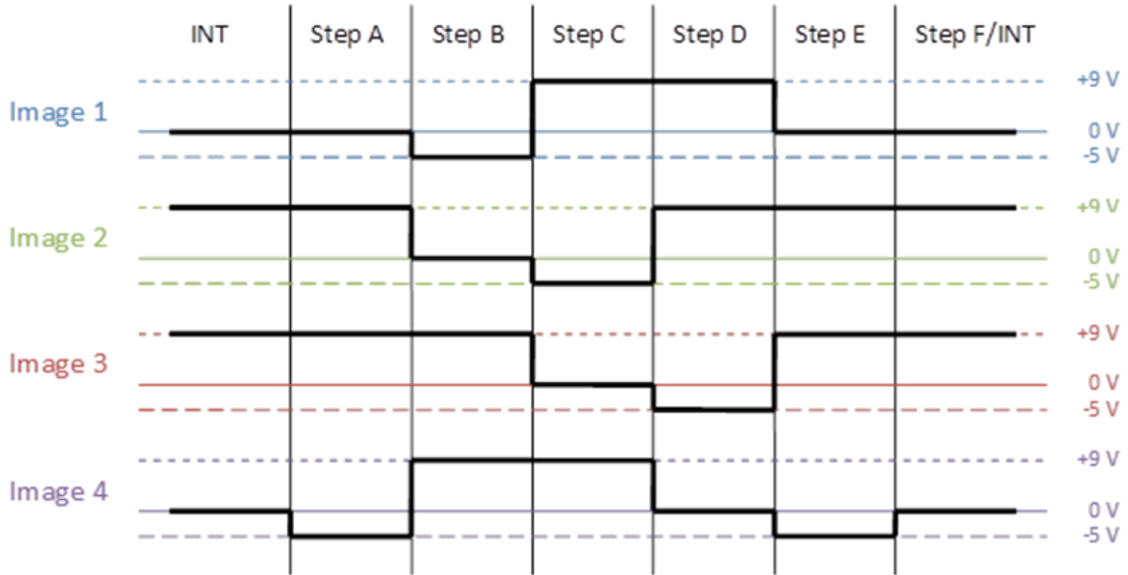 INT Step A Step B Step C Step D Step E Step F/INT
+9 V
Image 1
0 V
-5 V
+9 V
Image 2
0 V
-5 V
+9 V
Image 3
0 V
-5 V
+9 V
Image 4
0 V
-5 V